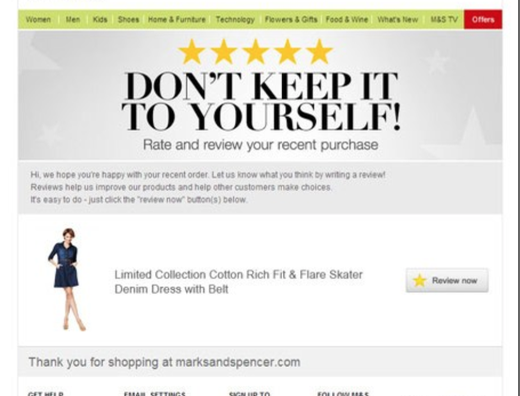 Women Men Kids Shoes Home & Furniture Technology Flowers & Gifts Food & Wine What's New M&S TV Offers
DON'T KEEP IT
TO YOURSELF!
Rate and review your recent purchase
Hi, we hope you're happy with your recent order. Let us know what you think by writing a review!
Reviews help us improve our products and help other customers make choices.
It's easy to do - just click the "review now" button(s) below.
Limited Collection Cotton Rich Fit & Flare Skater
Denim Dress with Belt
Review now
Thank you for shopping at marksandspencer.com
GET HELP EMAIL SETTINGS SIGN UP TO FOLLOW M&S